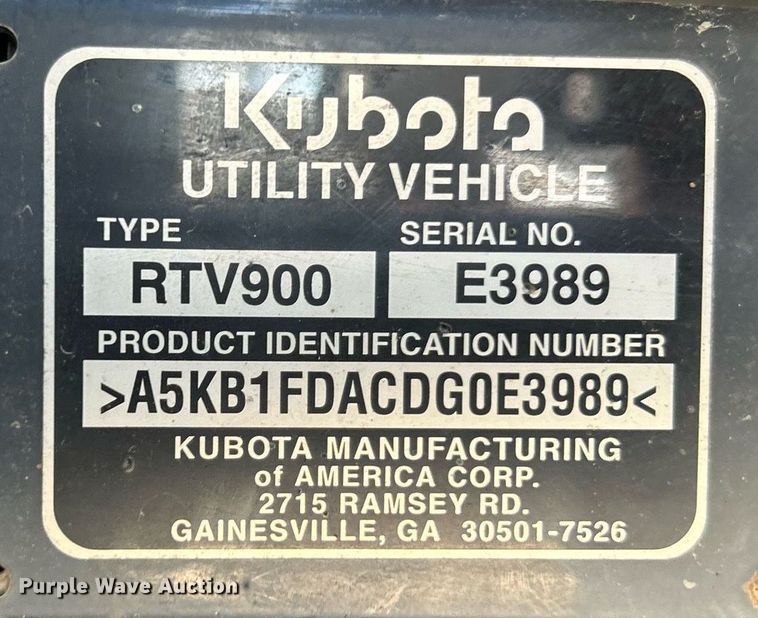 Kubota
UTILITY VEHICLE
TYPE SERIAL NO.
RTV900 E3989
PRODUCT IDENTIFICATION NUMBER
>A5KB1FDACDG0E3989<
KUBOTA MANUFACTURING
of AMERICA CORP.
2715 RAMSEY RD.
GAINESVILLE, GA 30501-7526
Purple Wave Auction